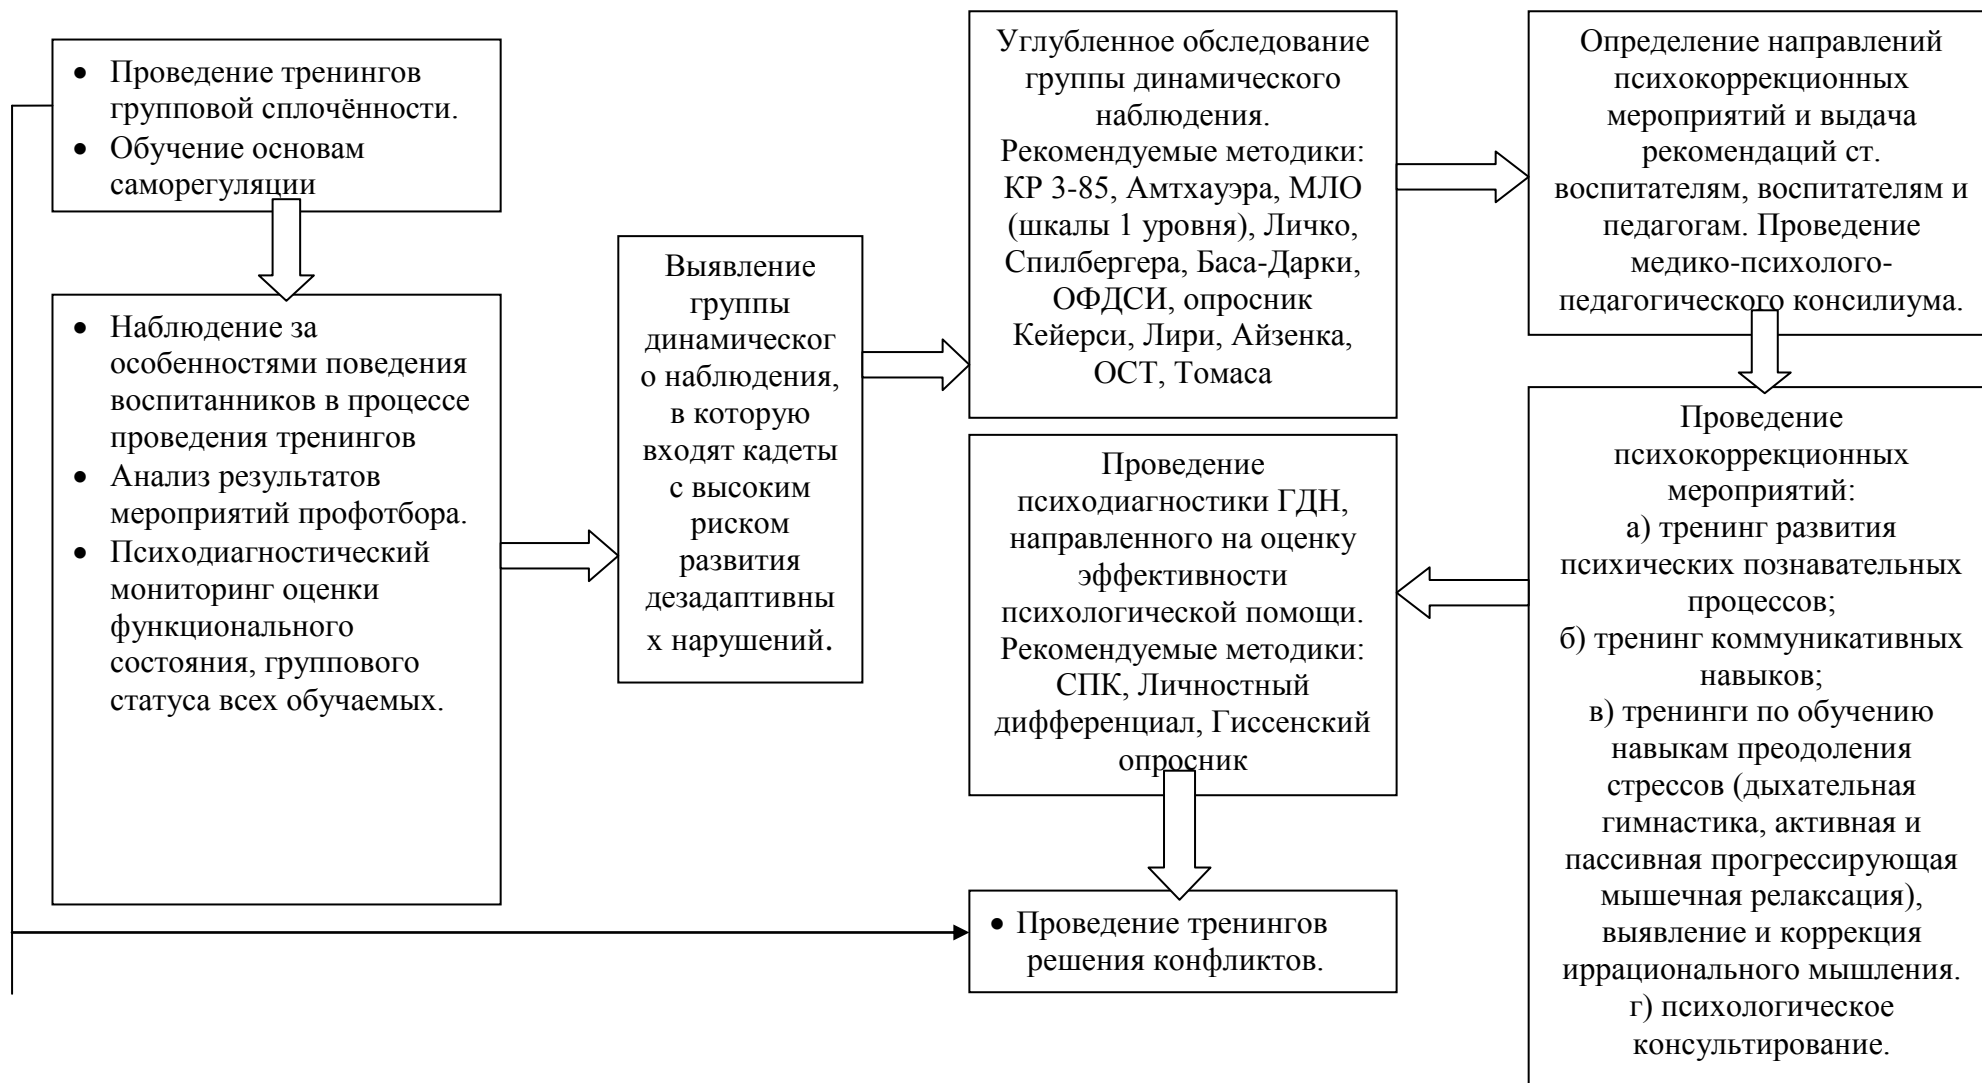 • Проведение тренингов
групповой сплочённости.
• Обучение основам
саморегуляции
• Наблюдение за
особенностями поведения
воспитанников в процессе
проведения тренингов
• Анализ результатов
мероприятий профотбора.
• Психодиагностический
мониторинг оценки
функционального
состояния, группового
статуса всех обучаемых.
Выявление
группы
динамическог
о наблюдения,
в которую
входят кадеты
с высоким
риском
развития
дезадаптивны
х нарушений.
Углубленное обследование
группы динамического
наблюдения.
Рекомендуемые методики:
КР 3-85, Амтхауэра, МЛО
(шкалы 1 уровня), Личко,
Спилбергера, Баса-Дарки,
ОФДСИ, опросник
Кейерси, Лири, Айзенка,
ОСТ, Томаса
Определение направлений
психокоррекционных
мероприятий и выдача
рекомендаций ст.
воспитателям, воспитателям и
педагогам. Проведение
медико-психолого-
педагогического консилиума.
Проведение
психокоррекционных
мероприятий:
а) тренинг развития
психических познавательных
процессов;
б) тренинг коммуникативных
навыков;
в) тренинги по обучению
навыкам преодоления
стрессов (дыхательная
гимнастика, активная и
пассивная прогрессирующая
мышечная релаксация),
выявление и коррекция
иррационального мышления.
г) психологическое
консультирование.
Проведение
психодиагностики ГДН,
направленного на оценку
эффективности
психологической помощи.
Рекомендуемые методики:
СПК, Личностный
дифференциал, Гиссенский
опросник
• Проведение тренингов
решения конфликтов.